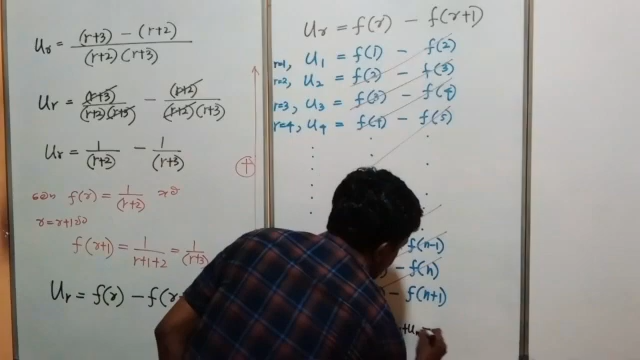 Ur = (r+3) - (r+2) / (r+2)(r+3)
Ur = (r+3) / (r+2)(r+3) - (r+2) / (r+2)(r+3)
Ur = 1/(r+2) - 1/(r+3)
f(r) = 1/(r+2)
r = r+1
f(r+1) = 1/(r+1+2) = 1/(r+3)
Ur = f(r) - f(r
+
Ur = f(r) - f(r+1)
r=1, U1 = f(1) - f(2)
r=2, U2 = f(2) - f(3)
r=3, U3 = f(3) - f(4)
r=4, U4 = f(4) - f(5)
f(n-1)
- f(n)
- f(n+1)